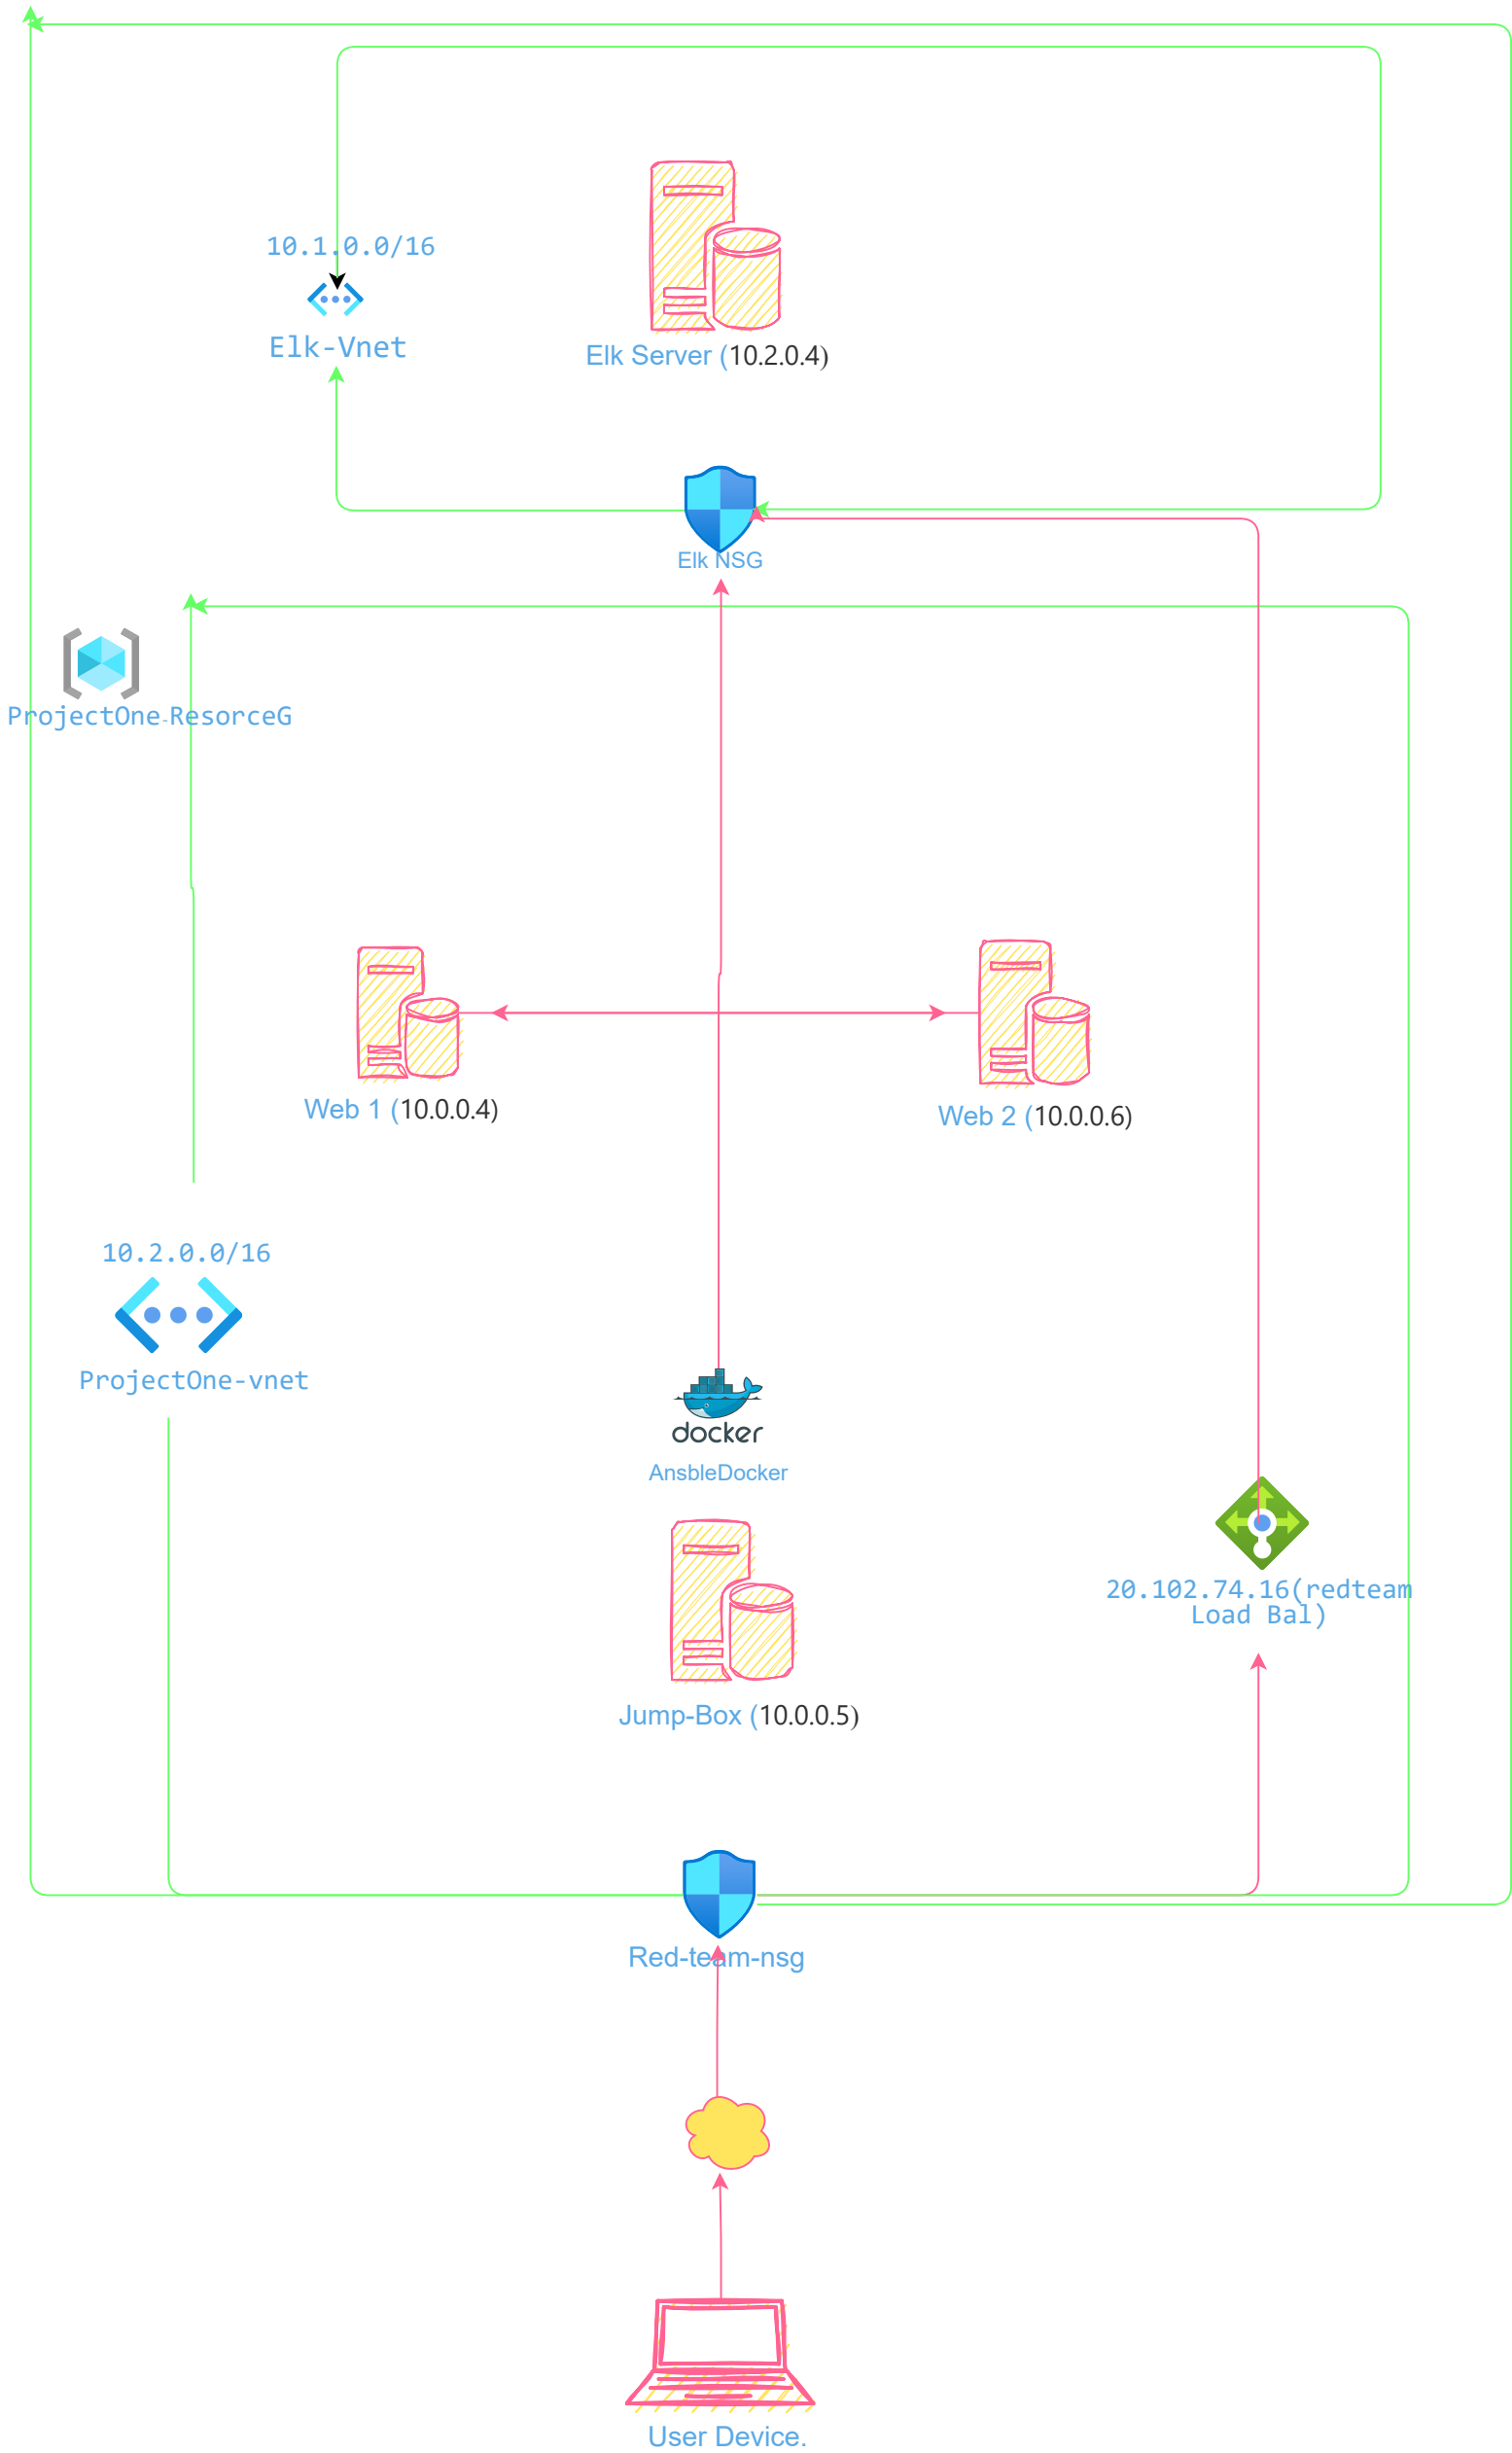 10.1.0.0/16
Elk-Vnet
Elk Server (10.2.0.4)
Elk NSG
ProjectOne-ResorceG
Web 1 (10.0.0.4)
Web 2 (10.0.0.6)
10.2.0.0/16
ProjectOne-vnet
docker
AnsbleDocker
20.102.74.16(redteam
Load Bal)
Jump-Box (10.0.0.5)
Red-team-nsg
User Device.